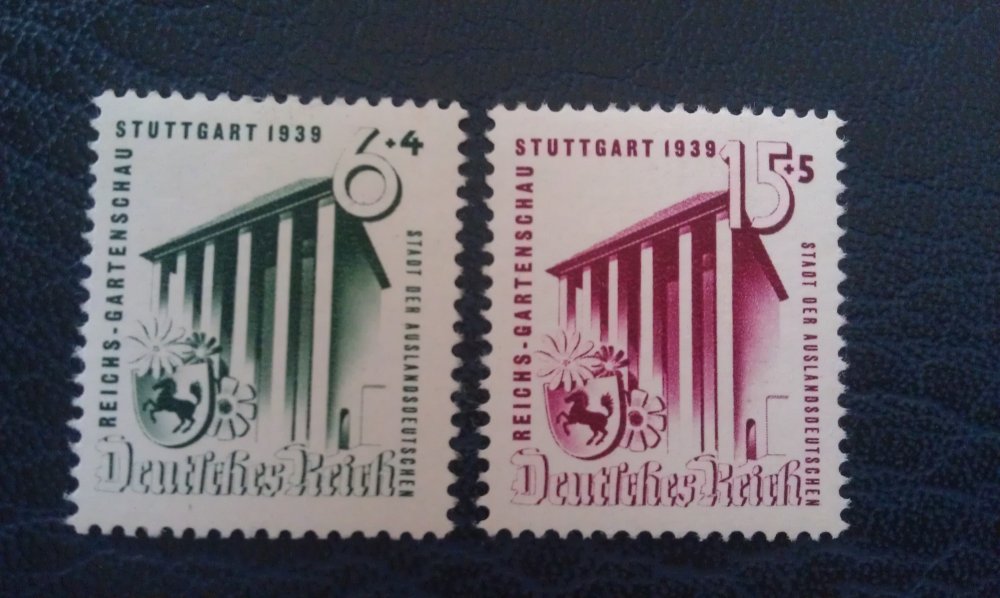 STUTTGART 1939
6+4
REICHS-GARTENSCHAU
STADT DER AUSLANDSDEUTSCHEN
Deutsches Reich
STUTTGART 1939
15+5
REICHS-GARTENSCHAU
STADT DER AUSLANDSDEUTSCHEN
Deutsches Reich